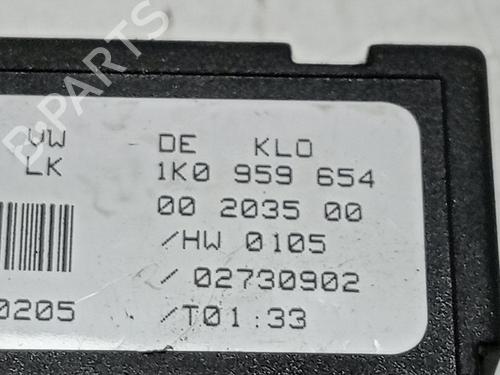 B-PARTS
VW DE KLO
LK 1K0 959 654
00 2035 00
/HW 0105
/ 02730902
0205 /T01:33